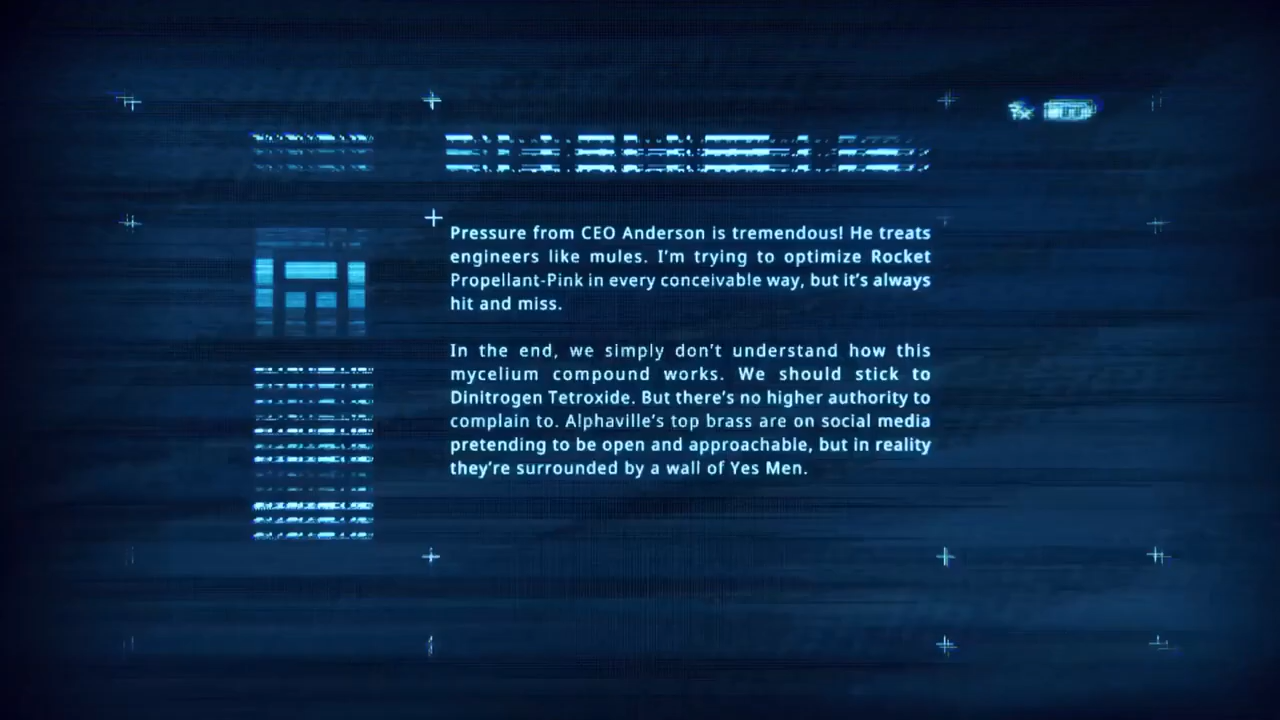 Pressure from CEO Anderson is tremendous! He treats
engineers like mules. I'm trying to optimize Rocket
Propellant-Pink in every conceivable way, but it's always
hit and miss.
In the end, we simply don't understand how this
mycelium compound works. We should stick to
Dinitrogen Tetroxide. But there's no higher authority to
complain to. Alphaville's top brass are on social media
pretending to be open and approachable, but in reality
they're surrounded by a wall of Yes Men.